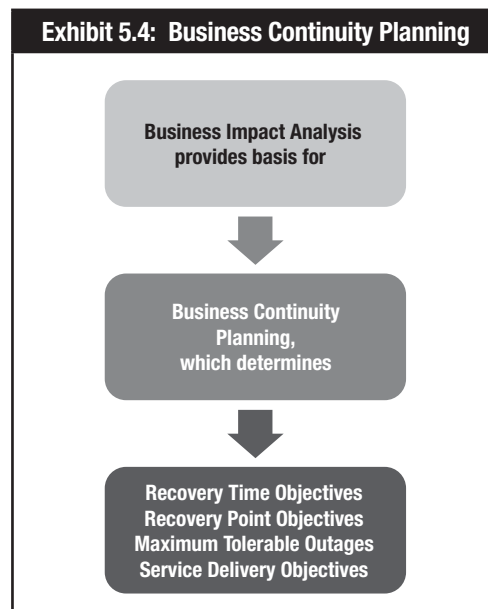 Exhibit 5.4: Business Continuity Planning
Business Impact Analysis
provides basis for
Business Continuity
Planning,
which determines
Recovery Time Objectives
Recovery Point Objectives
Maximum Tolerable Outages
Service Delivery Objectives